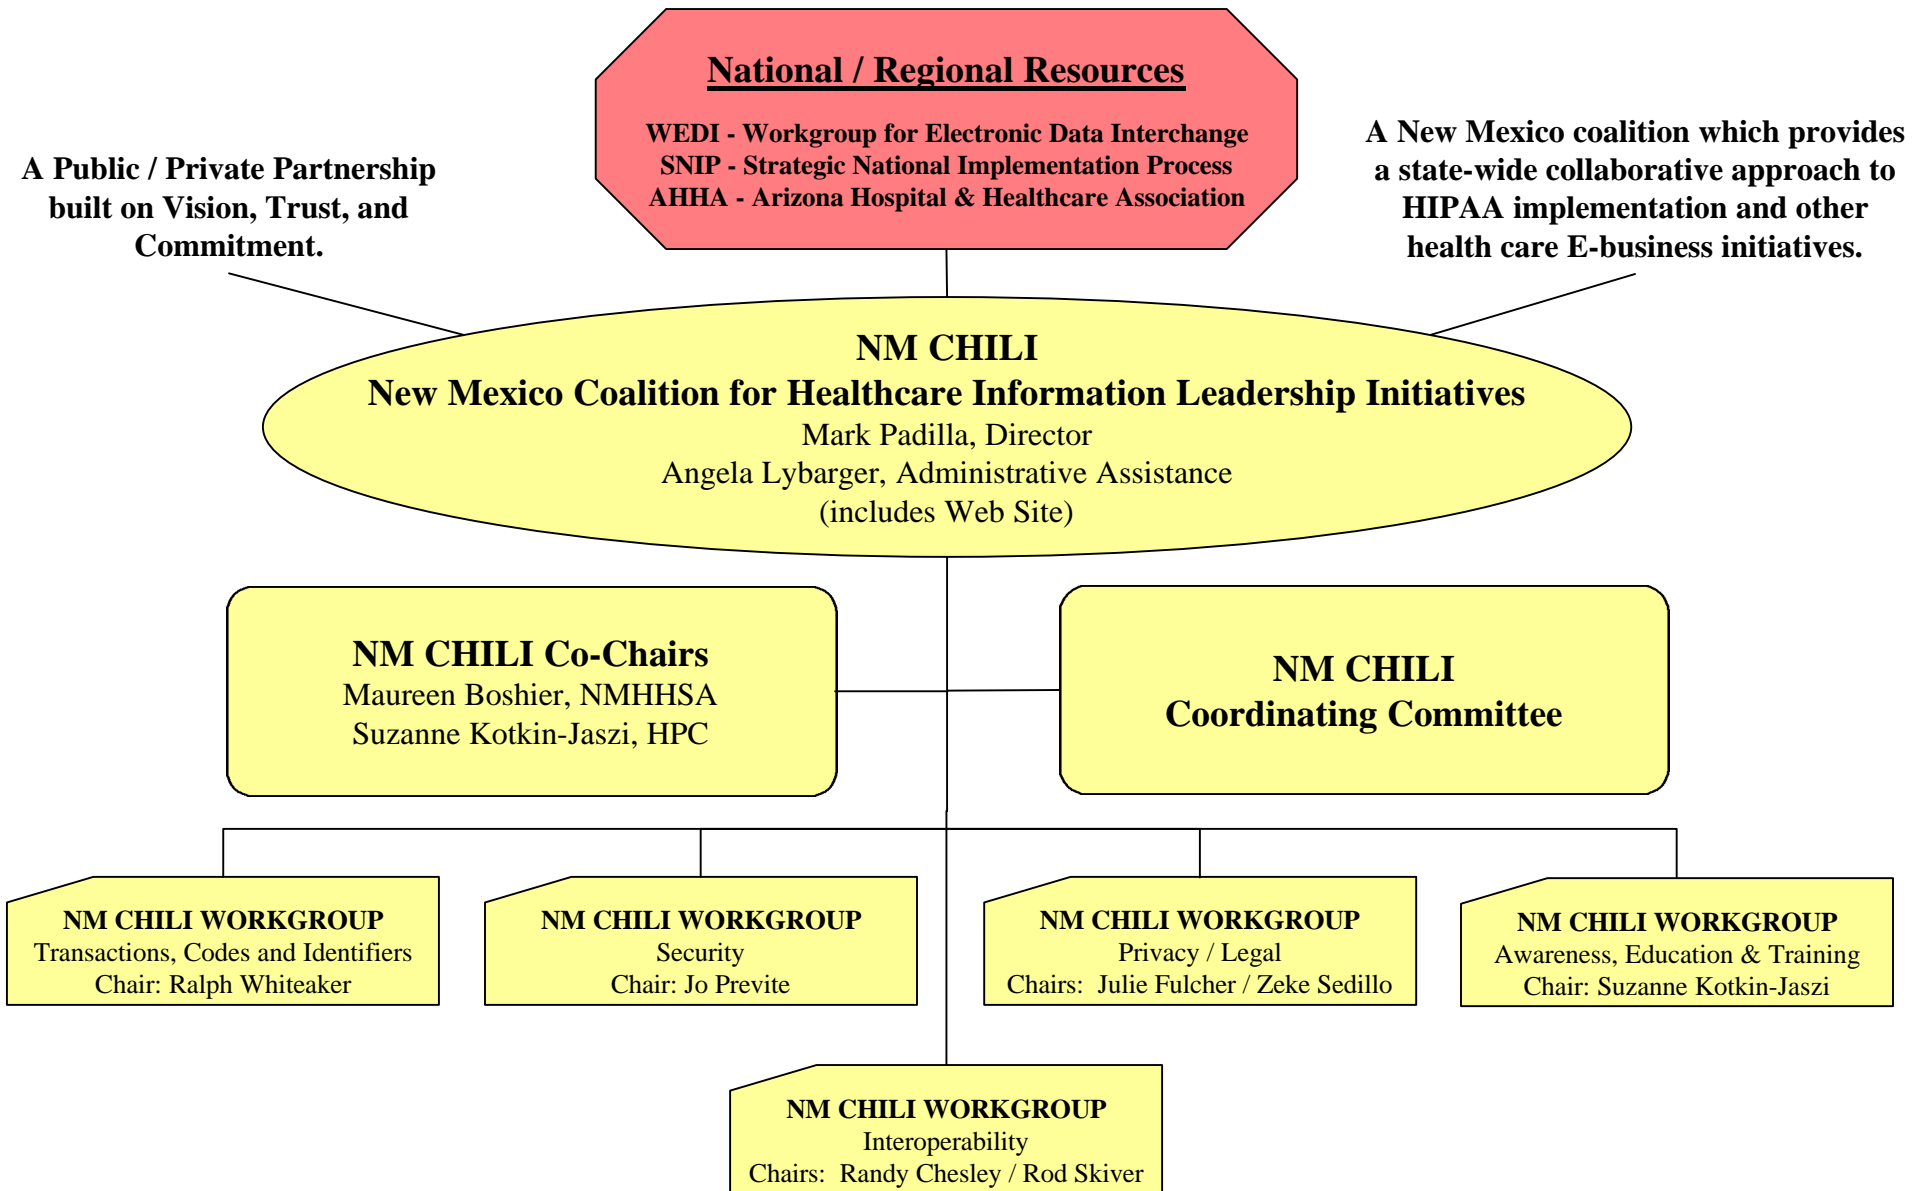 National / Regional Resources
WEDI - Workgroup for Electronic Data Interchange
SNIP - Strategic National Implementation Process
AHHA - Arizona Hospital & Healthcare Association
A Public / Private Partnership
built on Vision, Trust, and
Commitment.
A New Mexico coalition which provides
a state-wide collaborative approach to
HIPAA implementation and other
health care E-business initiatives.
NM CHILI
New Mexico Coalition for Healthcare Information Leadership Initiatives
Mark Padilla, Director
Angela Lybarger, Administrative Assistance
(includes Web Site)
NM CHILI Co-Chairs
Maureen Boshier, NMHHSA
Suzanne Kotkin-Jaszi, HPC
NM CHILI
Coordinating Committee
NM CHILI WORKGROUP
Transactions, Codes and Identifiers
Chair: Ralph Whiteaker
NM CHILI WORKGROUP
Security
Chair: Jo Previte
NM CHILI WORKGROUP
Privacy / Legal
Chairs:  Julie Fulcher / Zeke Sedillo
NM CHILI WORKGROUP
Awareness, Education & Training
Chair: Suzanne Kotkin-Jaszi
NM CHILI WORKGROUP
Interoperability
Chairs:  Randy Chesley / Rod Skiver